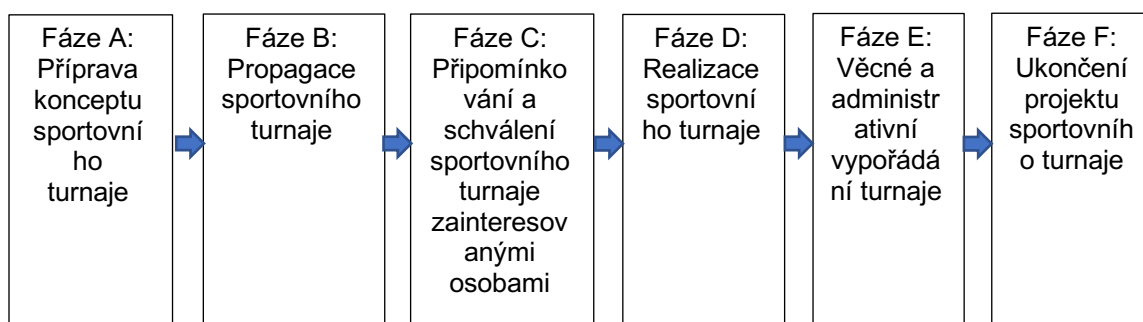 Fáze A:
Příprava
konceptu
sportovní
ho
turnaje
Fáze B:
Propagace
sportovního
turnaje
Fáze C:
Připomínko
vání a
schválení
sportovního
turnaje
zainteresov
anými
osobami
Fáze D:
Realizace
sportovní
ho turnaje
Fáze E:
Věcné a
administr
ativní
vypořádá
ní turnaje
Fáze F:
Ukončení
projektu
sportovníh
o turnaje